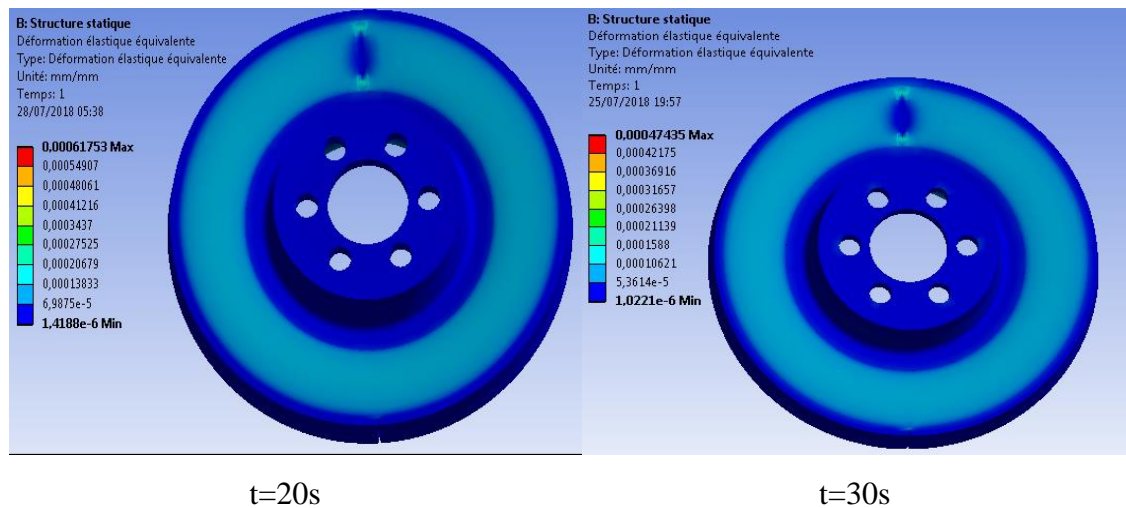 B: Structure statique
Déformation élastique équivalente
Type: Déformation élastique équivalente
Unité: mm/mm
Temps: 1
28/07/2018 05:38
0,00061753 Max
0,00054907
0,00048061
0,00041216
0,0003437
0,00027525
0,00020679
0,00013833
6,9875e-5
1,4188e-6 Min
B: Structure statique
Déformation élastique équivalente
Type: Déformation élastique équivalente
Unité: mm/mm
Temps: 1
25/07/2018 19:57
0,00047435 Max
0,00042175
0,00036916
0,00031657
0,00026398
0,00021139
0,0001588
0,00010621
5,3614e-5
1,0221e-6 Min
t=20s
t=30s